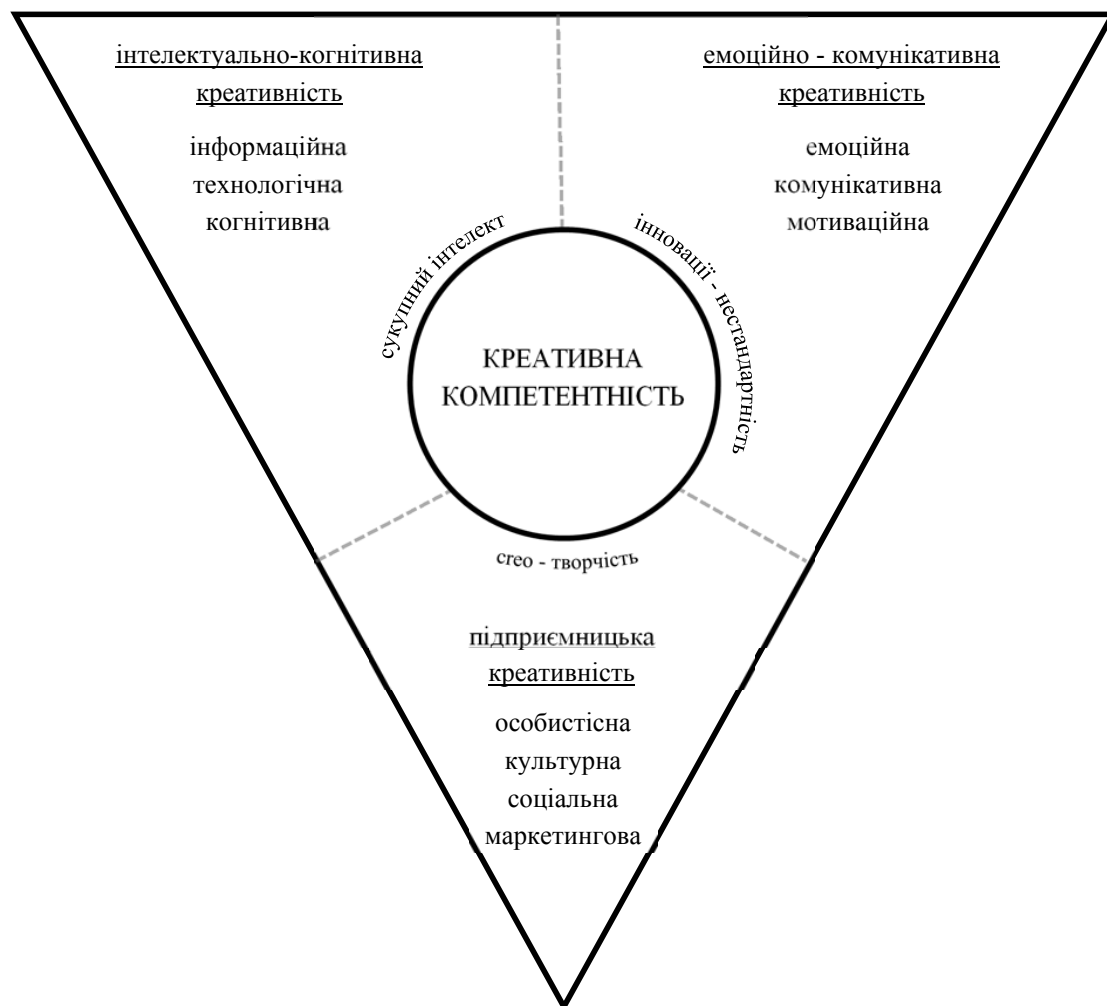 інтелектуально-когнітивна
креативність
інформаційна
технологічна
когнітивна
емоційно - комунікативна
креативність
емоційна
комунікативна
мотиваційна
сукупний інтелект
інновації - нестандартність
КРЕАТИВНА
КОМПЕТЕНТНІСТЬ
creo - творчість
підприємницька
креативність
особистісна
культурна
соціальна
маркетингова